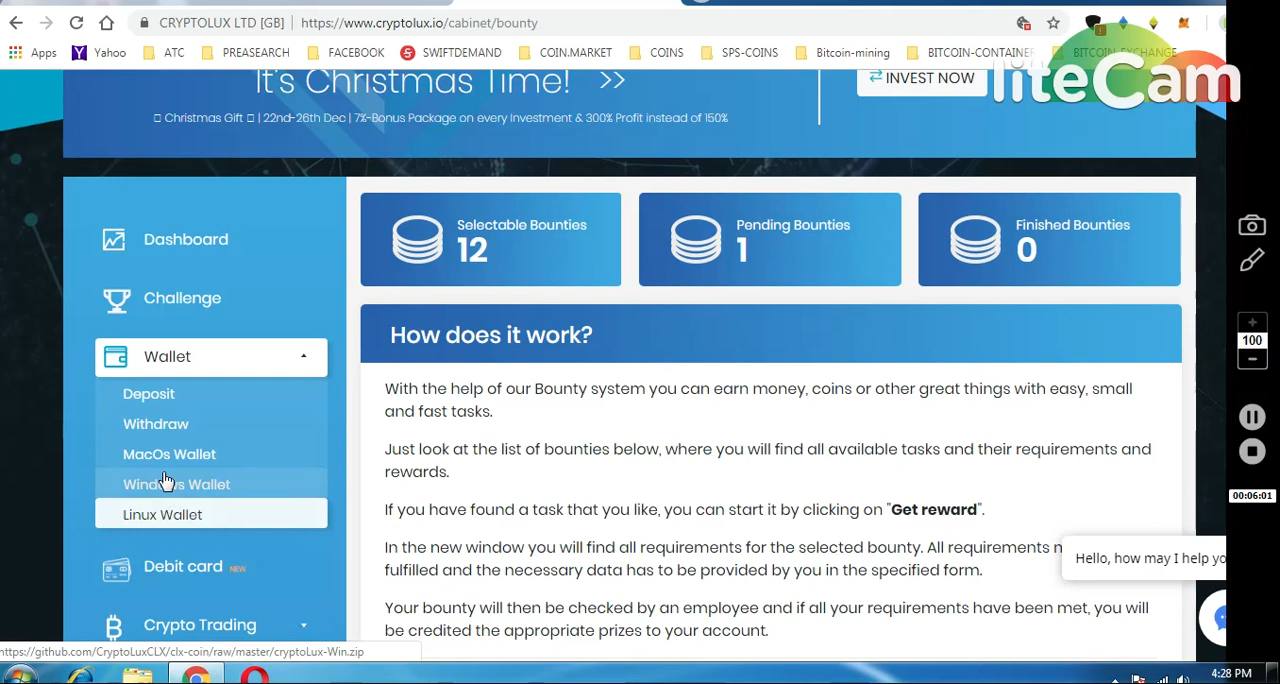 CRYPTOLUX LTD [GB] | https://www.cryptolux.io/cabinet/bounty
Apps Yahoo ATC PREASEARCH FACEBOOK SWIFTDEMAND COIN.MARKET COINS SPS-COINS Bitcoin-mining BITCOIN-CONTAINER BITCOIN-EXCHANGE
liteCam
It's Christmas Time! >>
INVEST NOW
Christmas Gift | 22nd-26th Dec | 7%-Bonus Package on every Investment & 300% Profit instead of 150%
Dashboard
Challenge
Wallet
Deposit
Withdraw
MacOs Wallet
Windows Wallet
Linux Wallet
Debit card NEW
Crypto Trading
Selectable Bounties
12
Pending Bounties
1
Finished Bounties
0
How does it work?
With the help of our Bounty system you can earn money, coins or other great things with easy, small
and fast tasks.
Just look at the list of bounties below, where you will find all available tasks and their requirements and
rewards.
If you have found a task that you like, you can start it by clicking on "Get reward".
In the new window you will find all requirements for the selected bounty. All requirements
fulfilled and the necessary data has to be provided by you in the specified form.
Your bounty will then be checked by an employee and if all your requirements have been met, you will
be credited the appropriate prizes to your account.
Hello, how may I help yo
100
00:06:01
https://github.com/CryptoLuxCLX/clx-coin/raw/master/cryptoLux-Win.zip
4:28 PM